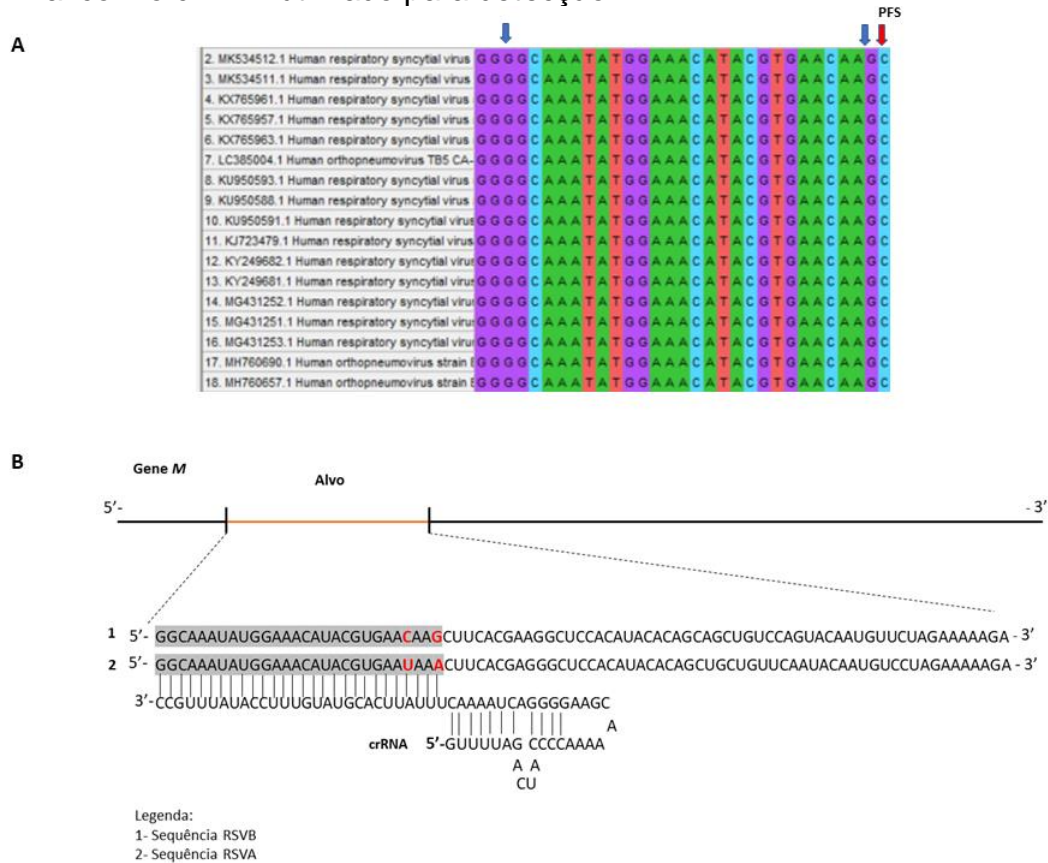 PFS
A
2. MK534512.1 Human respiratory syncytial virus GGGGCAAATATGGAAACATACGTGAACAAGC
3. MK534511.1 Human respiratory syncytial virus GGGGCAAATATGGAAACATACGTGAACAAGC
4. KX765961.1 Human respiratory syncytial virus GGGGCAAATATGGAAACATACGTGAACAAGC
5. KX765957.1 Human respiratory syncytial virus GGGGCAAATATGGAAACATACGTGAACAAGC
6. KX765963.1 Human respiratory syncytial virus GGGGCAAATATGGAAACATACGTGAACAAGC
7. LC385004.1 Human orthopneumovirus TB5 CA- GGGGCAAATATGGAAACATACGTGAACAAGC
8. KU950593.1 Human respiratory syncytial virus GGGGCAAATATGGAAACATACGTGAACAAGC
9. KU950588.1 Human respiratory syncytial virus GGGGCAAATATGGAAACATACGTGAACAAGC
10. KU950591.1 Human respiratory syncytial virus GGGGCAAATATGGAAACATACGTGAACAAGC
11. KJ723479.1 Human respiratory syncytial virus GGGGCAAATATGGAAACATACGTGAACAAGC
12. KY249682.1 Human respiratory syncytial viru GGGGCAAATATGGAAACATACGTGAACAAGC
13. KY249681.1 Human respiratory syncytial viru GGGGCAAATATGGAAACATACGTGAACAAGC
14. MG431252.1 Human respiratory syncytial viru GGGGCAAATATGGAAACATACGTGAACAAGC
15. MG431251.1 Human respiratory syncytial viru GGGGCAAATATGGAAACATACGTGAACAAGC
16. MG431253.1 Human respiratory syncytial viru GGGGCAAATATGGAAACATACGTGAACAAGC
17. MH760690.1 Human orthopneumovirus strain GGGGCAAATATGGAAACATACGTGAACAAGC
18. MH760657.1 Human orthopneumovirus strain GGGGCAAATATGGAAACATACGTGAACAAGC
B
Gene M
Alvo
5'- - 3'
1 5'- GGCAAAUAUGGAAACAUACGUGAACAAGCUUCACGAAGGCUCCACAUACACAGCAGCUGUCCAGUACAAUGUUCUAGAAAAAGA - 3'
2 5'- GGCAAAUAUGGAAACAUACGUGAAUAAACUUCACGAGGGCUCCACAUACACAGCUGCUGUUCAAUACAAUGUCCUAGAAAAAGA - 3'
3'-CCGUUUAUACCUUUGUAUGCACUUAUUUCAAAAUCAGGGGAAGC
A
crRNA 5'-GUUUUAG CCCCAAAA
A A
CU
Legenda:
1- Sequência RSVB
2- Sequência RSVA